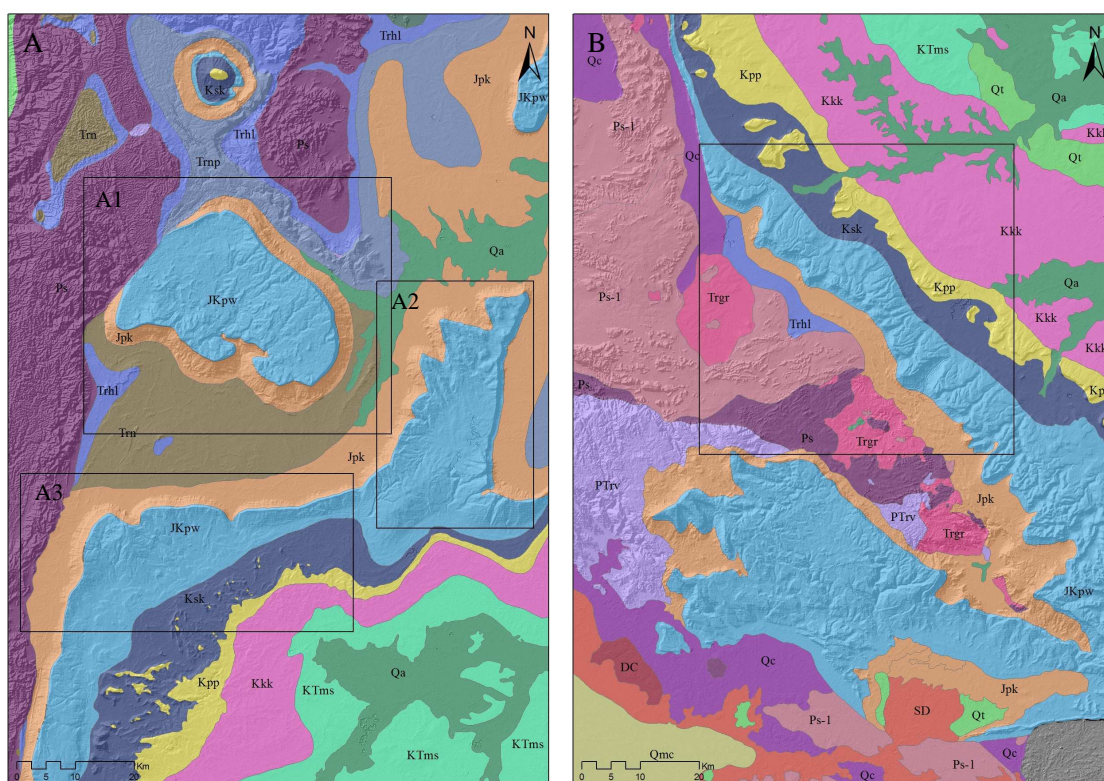 A
N
Trhl
Jpk
JKpw
Ksk
Trn
Trhl
Ps
Trnp
A1
Qa
Ps
JKpw
A2
Jpk
Trhl
Trn
Jpk
A3
JKpw
Ksk
Qa
Kpp
Kkk
KTms
KTms
KTms
0 10 20
Km
B
N
Qc
KTms
Kpp
Qt
Qa
Kkk
Ps-1
Trnp
Qc
Qt
Ksk
Kkk
Qa
Kpp
Ps-1
Trgr
Trhl
Kkk
Ps
Ps
Trgr
PTrv
Jpk
PTrv
Trgr
JKpw
DC
Qc
Jpk
SD
Qt
Ps-1
Qmc
Qc
Ps-1
Qc
0 10 20
Km